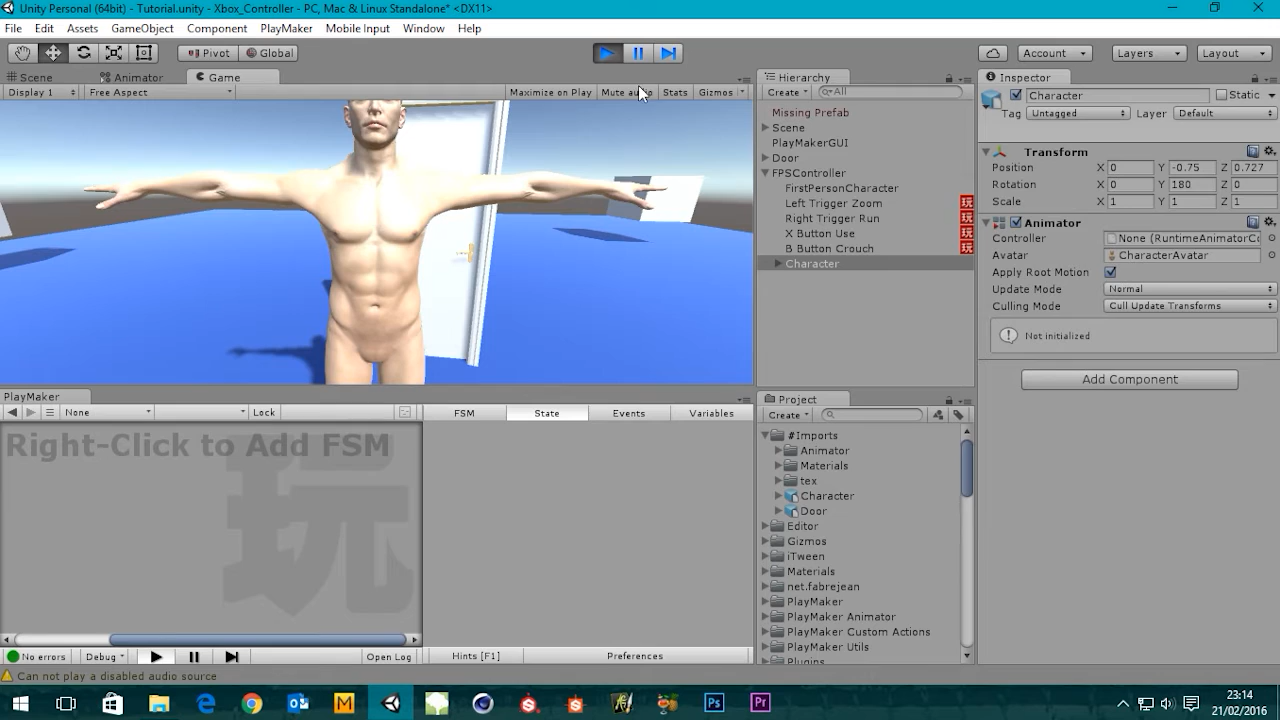 Unity Personal (64bit) - Tutorial.unity - Xbox_Controller - PC, Mac & Linux Standalone* <DX11>
File Edit Assets GameObject Component PlayMaker Mobile Input Window Help
Pivot Global Account Layers Layout
Scene Animator Game
Display 1 Free Aspect Maximize on Play Mute Stats Gizmos
Hierarchy
Create All
Missing Prefab
Scene
PlayMakerGUI
Door
FPSController
FirstPersonCharacter
Left Trigger Zoom
Right Trigger Run
X Button Use
B Button Crouch
Character
Inspector
Character Static
Tag Untagged Layer Default
Transform
Position X 0 Y -0.75 Z 0.727
Rotation X 0 Y 180 Z 0
Scale X 1 Y 1 Z 1
Animator
Controller None (RuntimeAnimatorCo
Avatar CharacterAvatar
Apply Root Motion
Update Mode Normal
Culling Mode Cull Update Transforms
Not initialized
Add Component
PlayMaker
None Lock FSM State Events Variables
Right-Click to Add FSM
玩
No errors Debug Open Log Hints [F1] Preferences
Project
Create
#Imports
Animator
Materials
tex
Character
Door
Editor
Gizmos
iTween
Materials
net.fabrejean
PlayMaker
PlayMaker Animator
PlayMaker Custom Actions
PlayMaker Utils
Plugins
Can not play a disabled audio source
23:14
21/02/2016